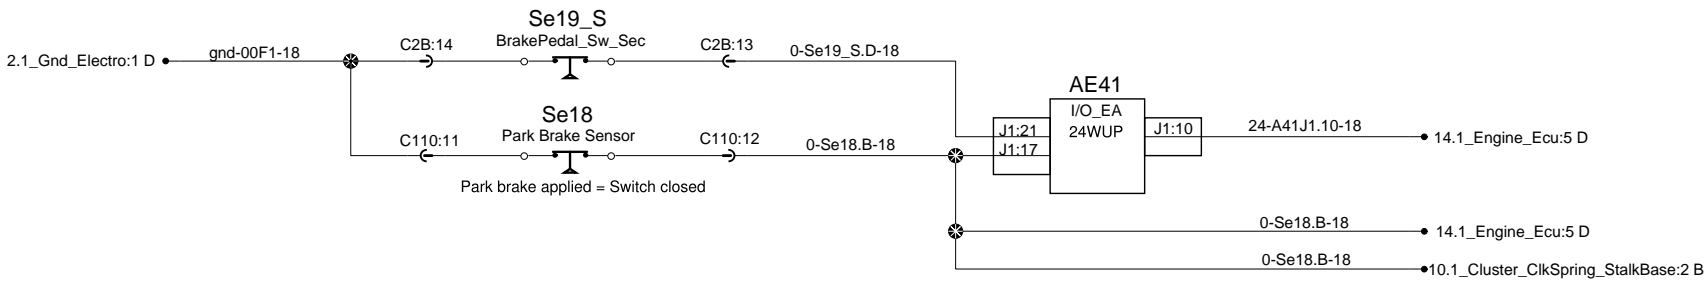 Se19_S
BrakePedal_Sw_Sec
2.1_Gnd_Electro:1 D
gnd-00F1-18
C2B:14
C2B:13
0-Se19_S.D-18
AE41
I/O_EA
24WUP
J1:21
J1:17
J1:10
24-A41J1.10-18
14.1_Engine_Ecu:5 D
Se18
Park Brake Sensor
C110:11
C110:12
0-Se18.B-18
Park brake applied = Switch closed
0-Se18.B-18
14.1_Engine_Ecu:5 D
0-Se18.B-18
10.1_Cluster_ClkSpring_StalkBase:2 B